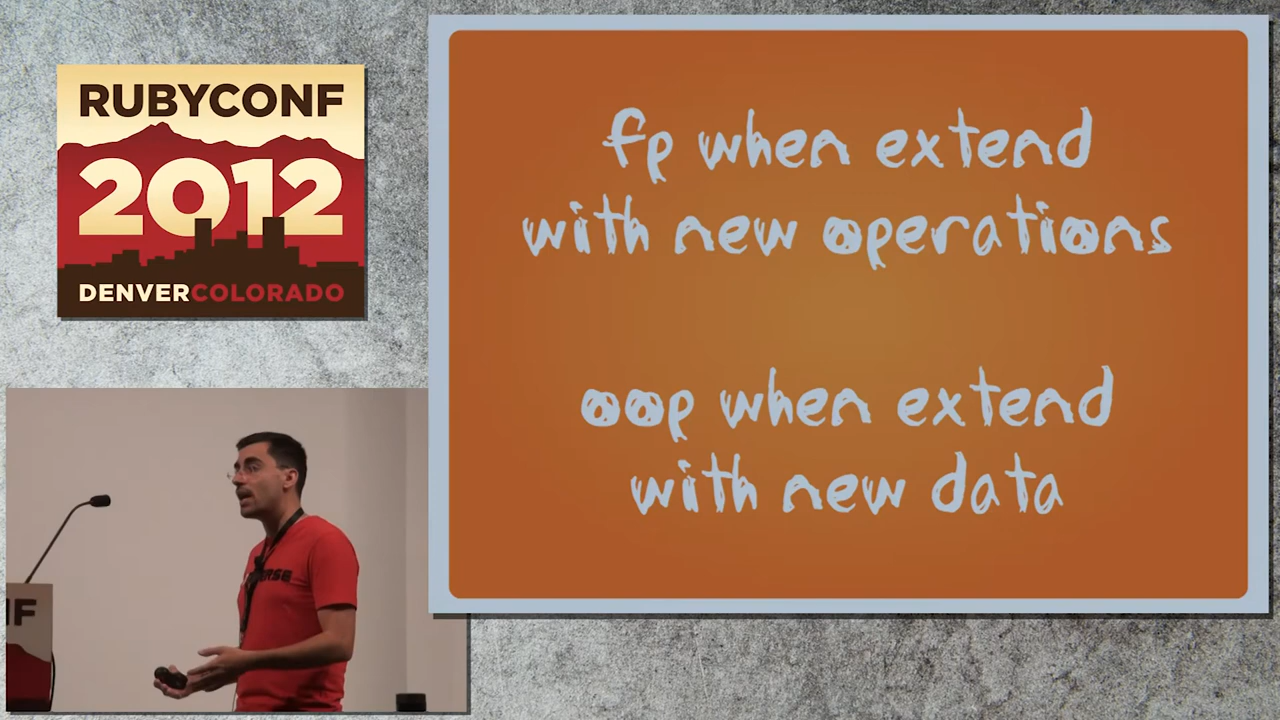 RUBYCONF
2012
DENVERCOLORADO
fp when extend
with new operations
oop when extend
with new data